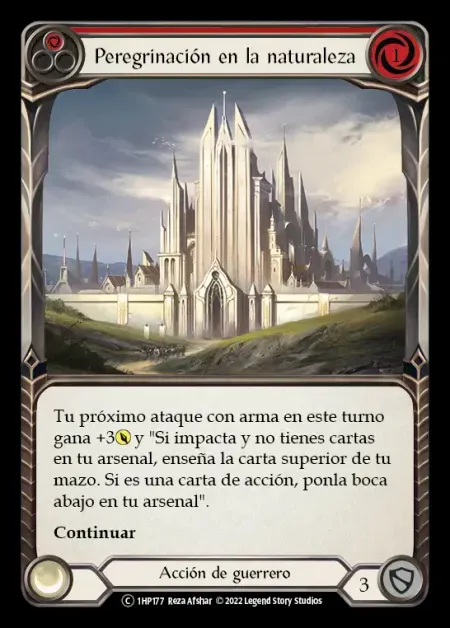 Peregrinación en la naturaleza
1
Tu próximo ataque con arma en este turno
gana +3 y "Si impacta y no tienes cartas
en tu arsenal, enseña la carta superior de tu
mazo. Si es una carta de acción, ponla boca
abajo en tu arsenal".
Continuar
Acción de guerrero
3
C 1HP177 Reza Afshar © 2022 Legend Story Studios